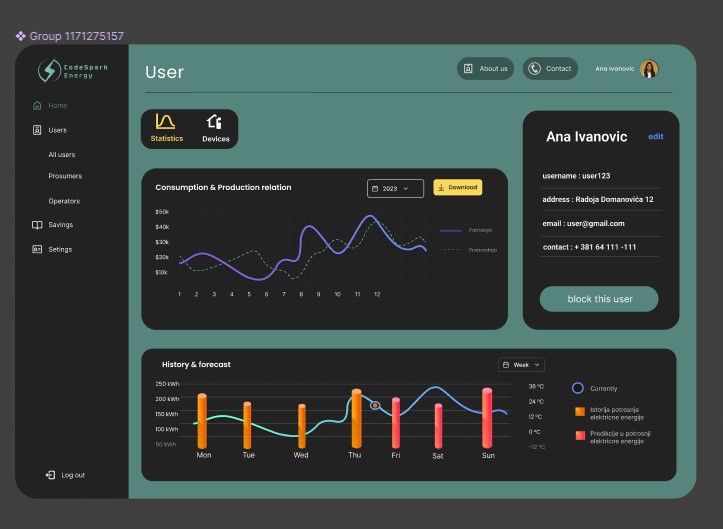 Group 1171275157
CodeSpark
Energy
Home
Users
All users
Prosumers
Operators
Savings
Setings
Log out
User
About us
Contact
Ana Ivanovic
Statistics
Devices
Consumption & Production relation
2023
Download
$50k
$40k
$30k
$20k
$10k
1 2 3 4 5 6 7 8 9 10 11 12
Potrosnja
Proizvodnja
Ana Ivanovic
edit
username : user123
address : Radoja Domanovića 12
email : user@gmail.com
contact : + 381 64 111 -111
block this user
History & forecast
Week
250 kWh
200 kWh
150 kWh
100 kWh
50 kWh
Mon Tue Wed Thu Fri Sat Sun
36 °C
24 °C
12 °C
0 °C
-12 °C
Currently
Istorija potrosnje
elektricne energije
Predikcije u potrosnji
elektricne energije